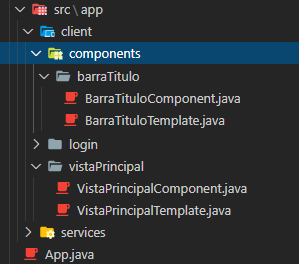 src\app
client
components
barraTitulo
BarraTituloComponent.java
BarraTituloTemplate.java
login
vistaPrincipal
VistaPrincipalComponent.java
VistaPrincipalTemplate.java
services
App.java